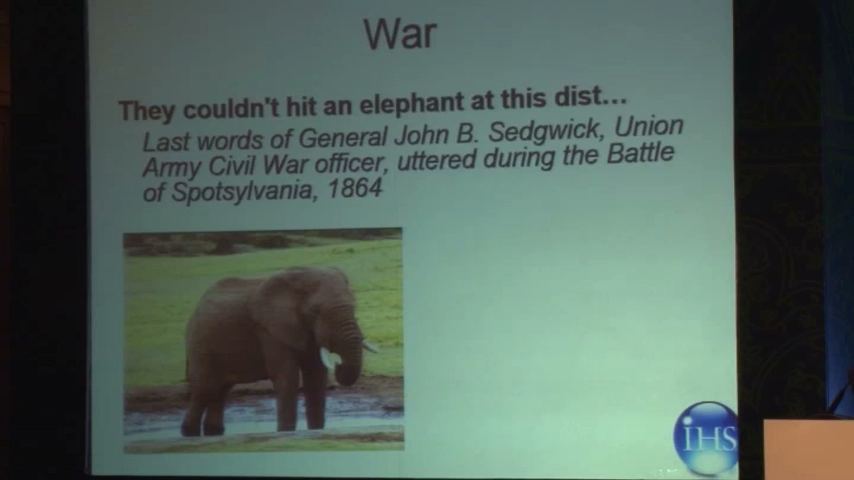 War
They couldn't hit an elephant at this dist...
Last words of General John B. Sedgwick, Union
Army Civil War officer, uttered during the Battle
of Spotsylvania, 1864
iHS